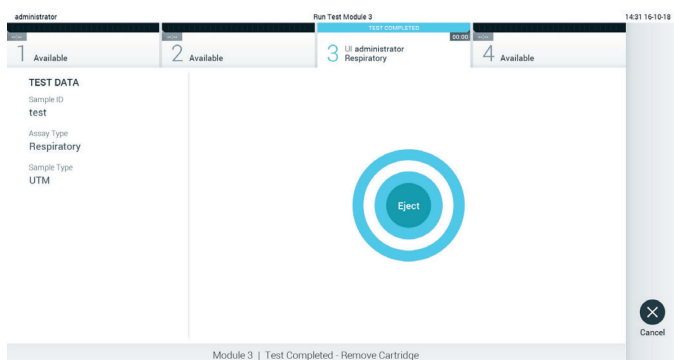 administrator
Run Test Module 3
14:31 16-10-18
TEST COMPLETED
--:--
--:--
00:00
--:--
1 Available
2 Available
3 UI administrator
Respiratory
4 Available
TEST DATA
Sample ID
test
Assay Type
Respiratory
Sample Type
UTM
Eject
Cancel
Module 3 | Test Completed - Remove Cartridge